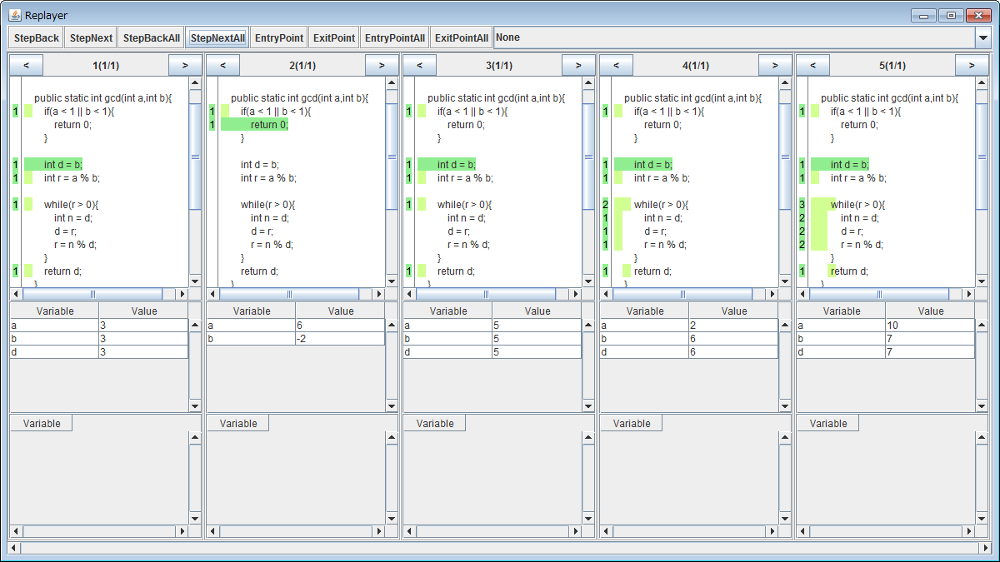 Replayer
StepBack StepNext StepBackAll StepNextAll EntryPoint ExitPoint EntryPointAll ExitPointAll None
< 1(1/1) >
public static int gcd(int a,int b){
1 if(a < 1 || b < 1){
return 0;
}
1 int d = b;
1 int r = a % b;
1 while(r > 0){
int n = d;
d = r;
r = n % d;
}
1 return d;
}
Variable Value
a 3
b 3
d 3
Variable
< 2(1/1) >
public static int gcd(int a,int b){
1 if(a < 1 || b < 1){
1 return 0;
}
int d = b;
int r = a % b;
while(r > 0){
int n = d;
d = r;
r = n % d;
}
return d;
}
Variable Value
a 6
b -2
Variable
< 3(1/1) >
public static int gcd(int a,int b){
1 if(a < 1 || b < 1){
return 0;
}
1 int d = b;
1 int r = a % b;
1 while(r > 0){
int n = d;
d = r;
r = n % d;
}
1 return d;
}
Variable Value
a 5
b 5
d 5
Variable
< 4(1/1) >
public static int gcd(int a,int b){
1 if(a < 1 || b < 1){
return 0;
}
1 int d = b;
1 int r = a % b;
2 while(r > 0){
1 int n = d;
1 d = r;
1 r = n % d;
}
1 return d;
}
Variable Value
a 2
b 6
d 6
Variable
< 5(1/1) >
public static int gcd(int a,int b){
1 if(a < 1 || b < 1){
return 0;
}
1 int d = b;
1 int r = a % b;
3 while(r > 0){
2 int n = d;
2 d = r;
2 r = n % d;
}
1 return d;
}
Variable Value
a 10
b 7
d 7
Variable